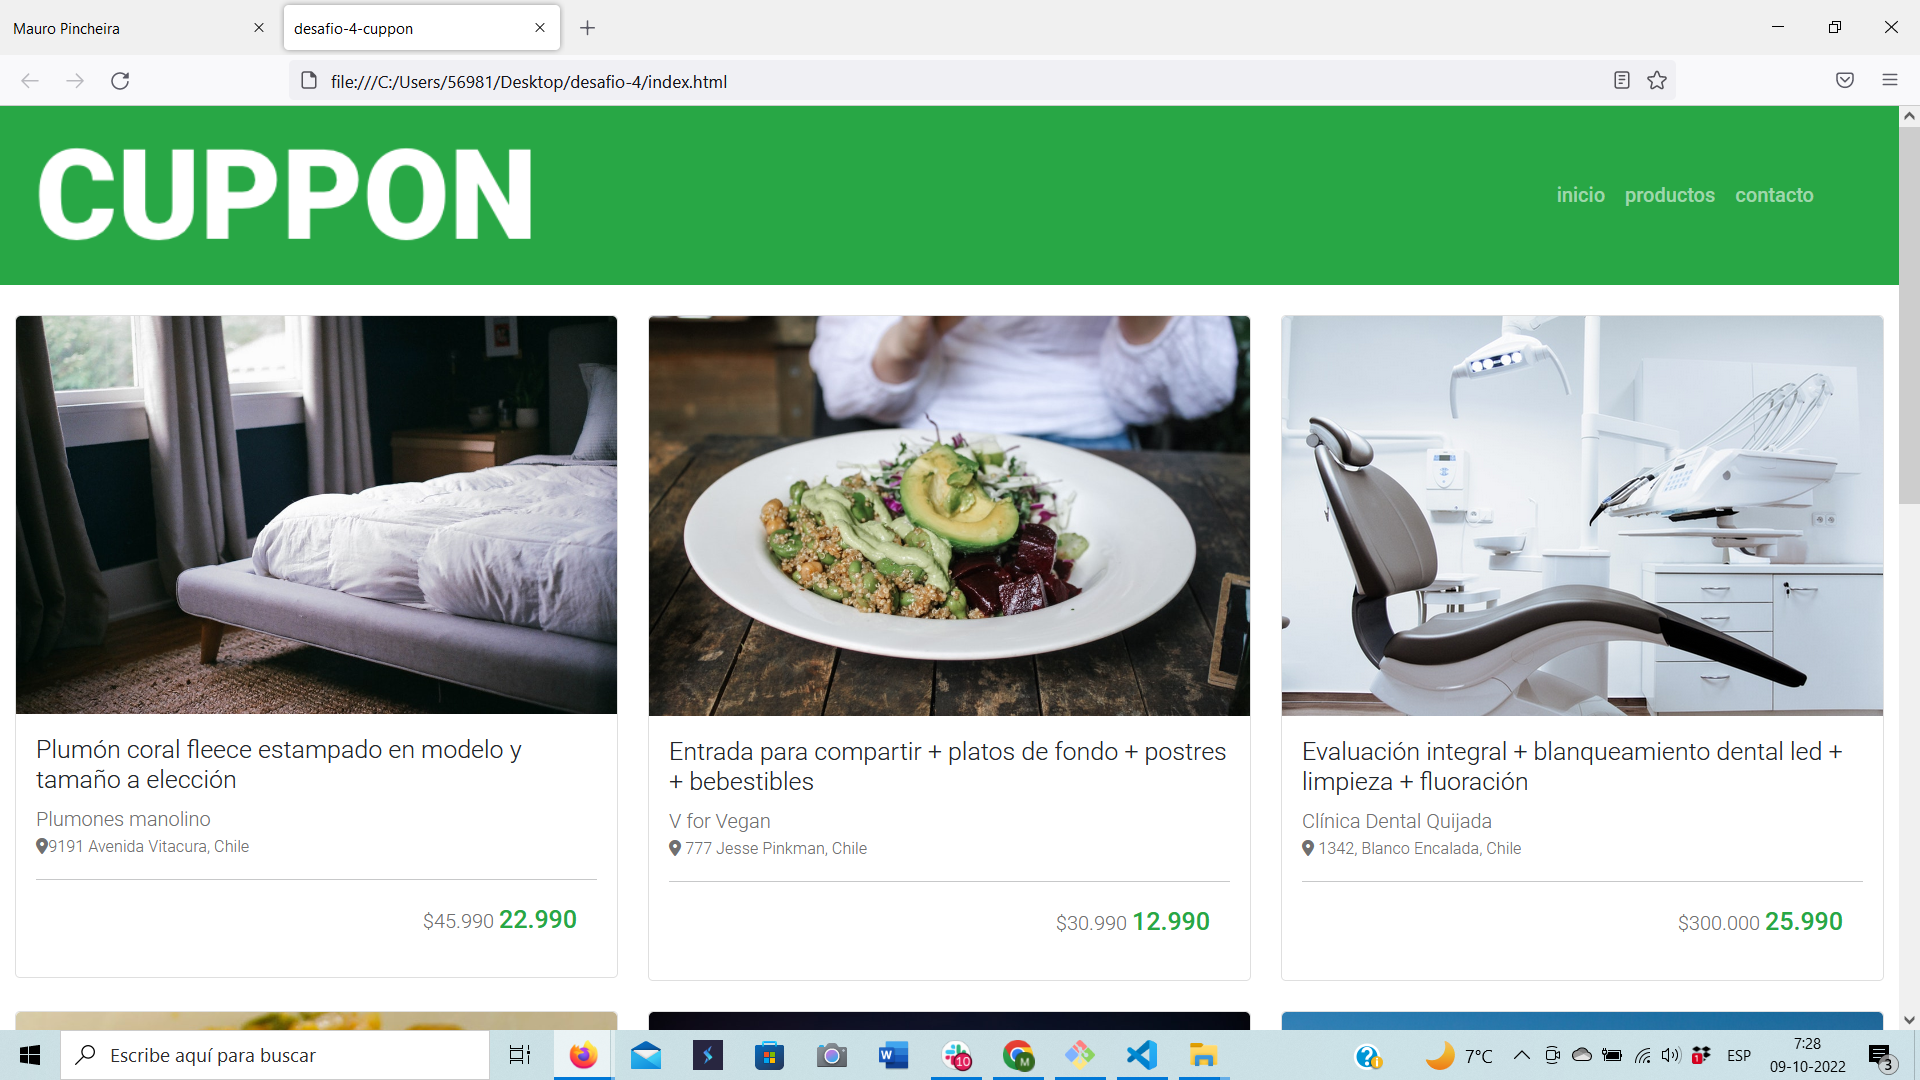 Mauro Pincheira
desafio-4-cuppon
file:///C:/Users/56981/Desktop/desafio-4/index.html
CUPPON
inicio productos contacto
Plumón coral fleece estampado en modelo y
tamaño a elección
Plumones manolino
9191 Avenida Vitacura, Chile
$45.990 22.990
Entrada para compartir + platos de fondo + postres
+ bebestibles
V for Vegan
777 Jesse Pinkman, Chile
$30.990 12.990
Evaluación integral + blanqueamiento dental led +
limpieza + fluoración
Clínica Dental Quijada
1342, Blanco Encalada, Chile
$300.000 25.990
Escribe aquí para buscar
W
10
M
7°C
1
ESP
7:28
09-10-2022
3